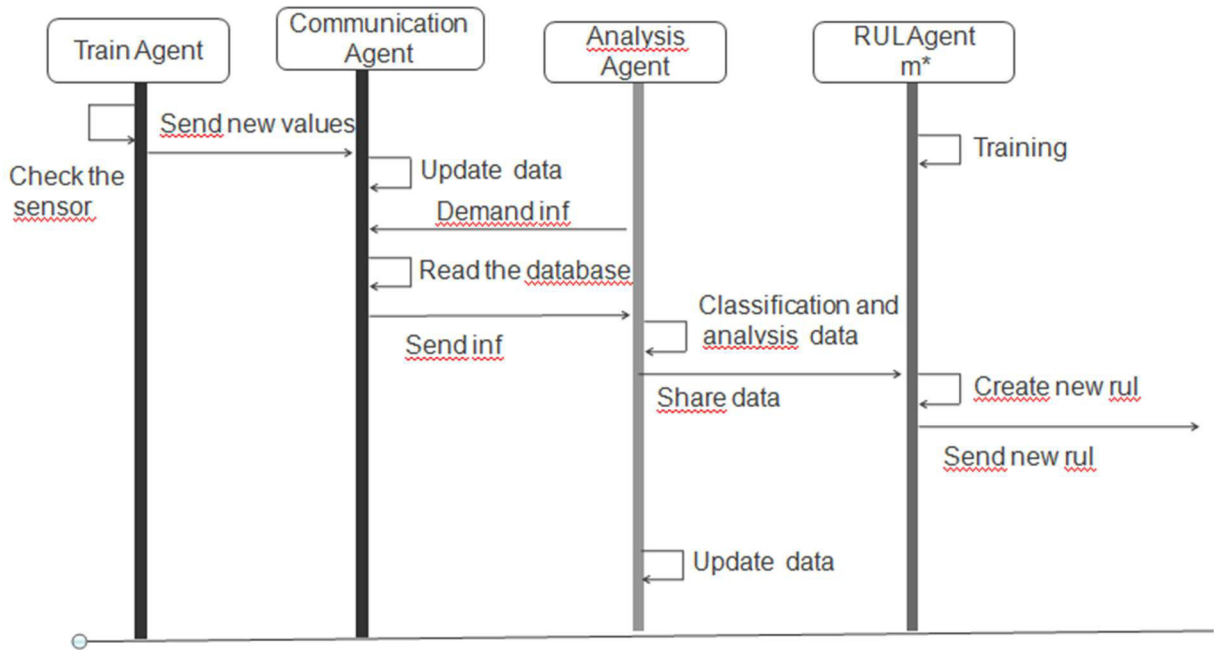 Train Agent
Communication
Agent
Analysis
Agent
RULAgent
m*
Send new values
Check the
sensor
Update data
Training
Demand inf
Read the database
Send inf
Classification and
analysis data
Share data
Create new rul
Send new rul
Update data